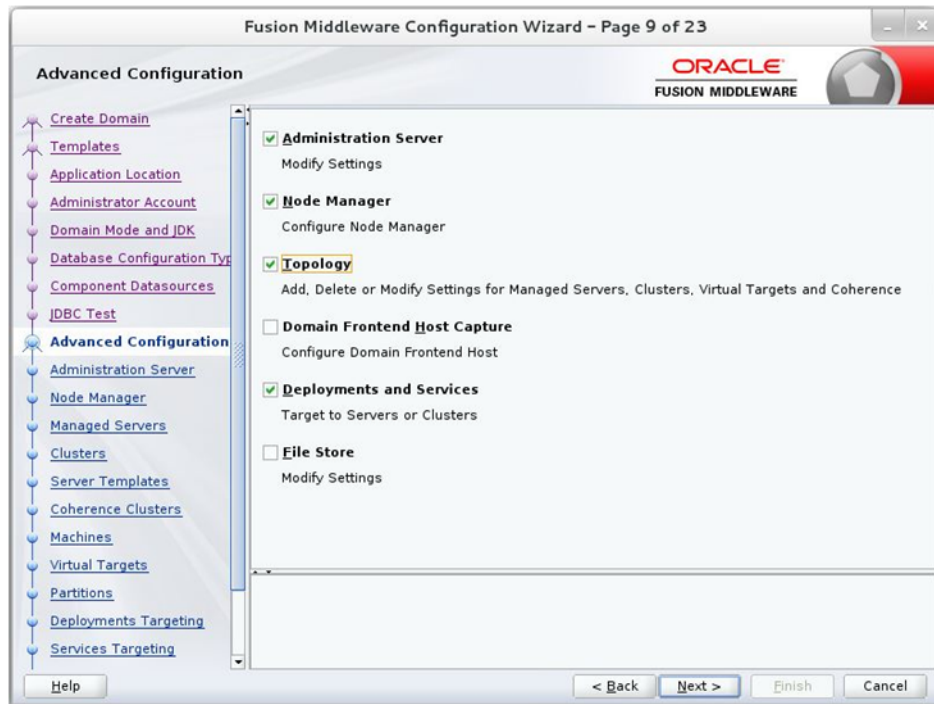 Fusion Middleware Configuration Wizard - Page 9 of 23
Advanced Configuration
ORACLE
FUSION MIDDLEWARE
Create Domain
Templates
Application Location
Administrator Account
Domain Mode and JDK
Database Configuration Typ
Component Datasources
JDBC Test
Advanced Configuration
Administration Server
Node Manager
Managed Servers
Clusters
Server Templates
Coherence Clusters
Machines
Virtual Targets
Partitions
Deployments Targeting
Services Targeting
Administration Server
Modify Settings
Node Manager
Configure Node Manager
Topology
Add, Delete or Modify Settings for Managed Servers, Clusters, Virtual Targets and Coherence
Domain Frontend Host Capture
Configure Domain Frontend Host
Deployments and Services
Target to Servers or Clusters
File Store
Modify Settings
Help
< Back
Next >
Finish
Cancel